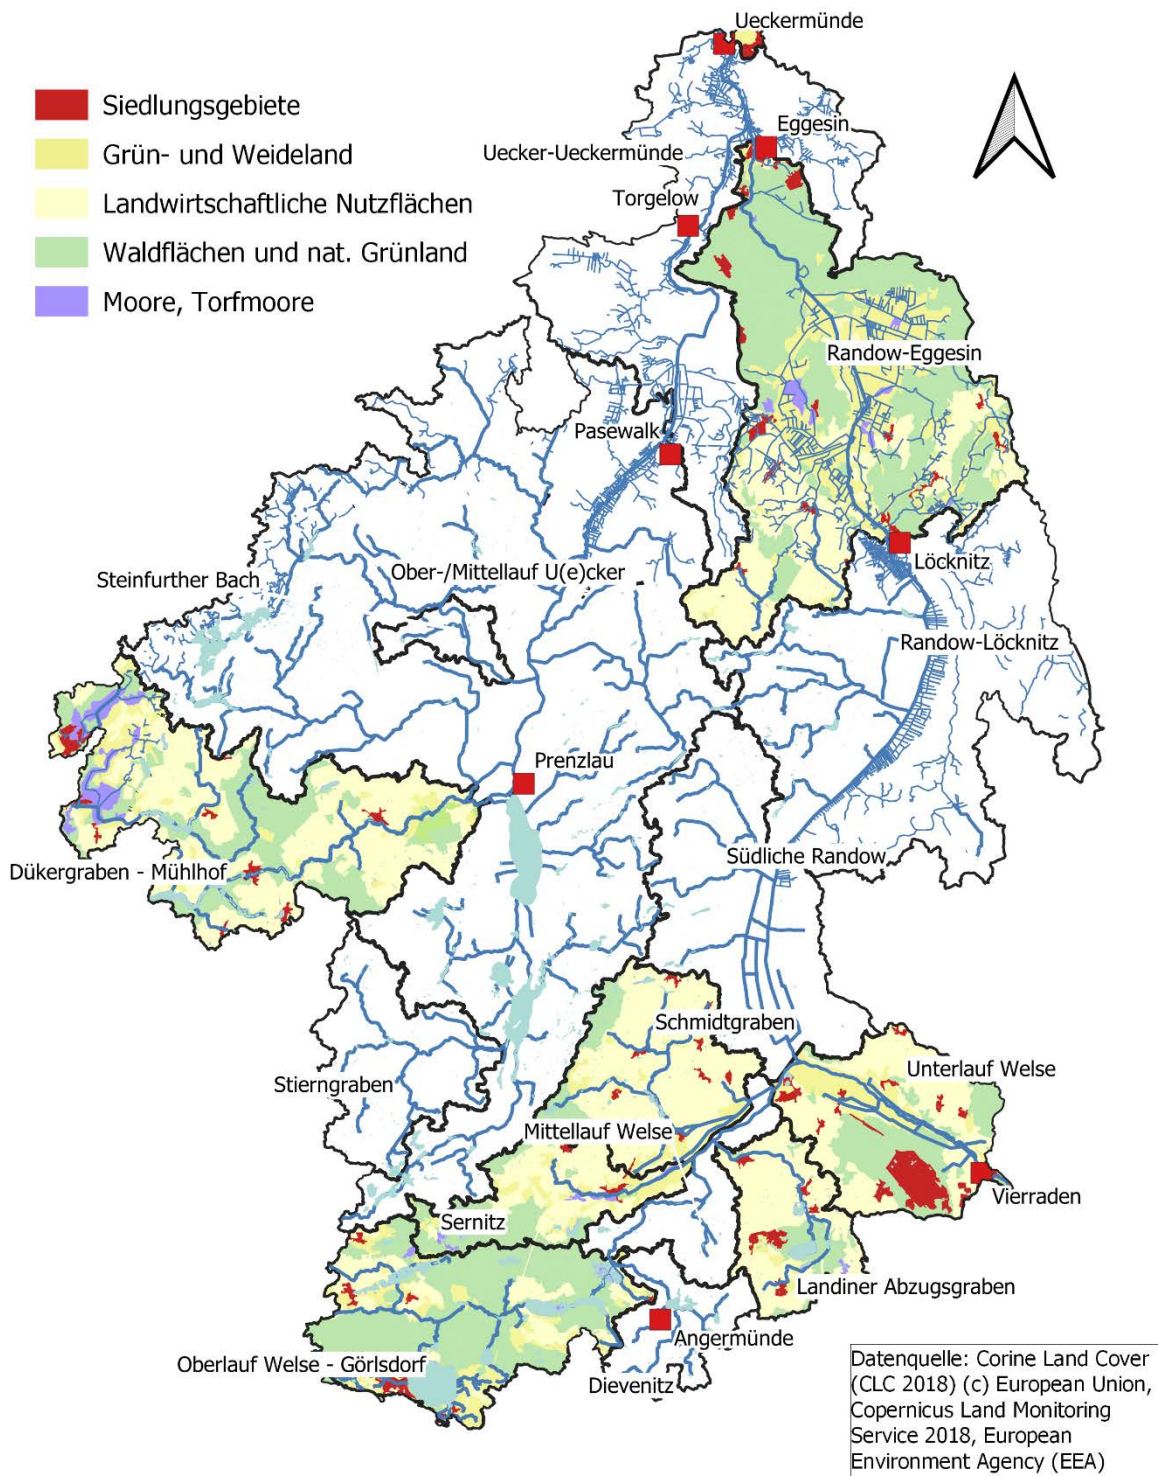 Ueckermünde
Siedlungsgebiete
Eggesin
Grün- und Weideland
Uecker-Ueckermünde
Torgelow
Landwirtschaftliche Nutzflächen
Waldflächen und nat. Grünland
Moore, Torfmoore
Randow-Eggesin
Pasewalk
Löcknitz
Ober-/Mittellauf U(e)cker
Steinfurther Bach
Randow-Löcknitz
Prenzlau
Südliche Randow
Dükergraben - Mühlhof
Schmidtgraben
Unterlauf Welse
Stierngraben
Mittellauf Welse
Vierraden
Sernitz
Landiner Abzugsgraben
Angermünde
Oberlauf Welse - Görlsdorf
Dievenitz
Datenquelle: Corine Land Cover
(CLC 2018) (c) European Union,
Copernicus Land Monitoring
Service 2018, European
Environment Agency (EEA)